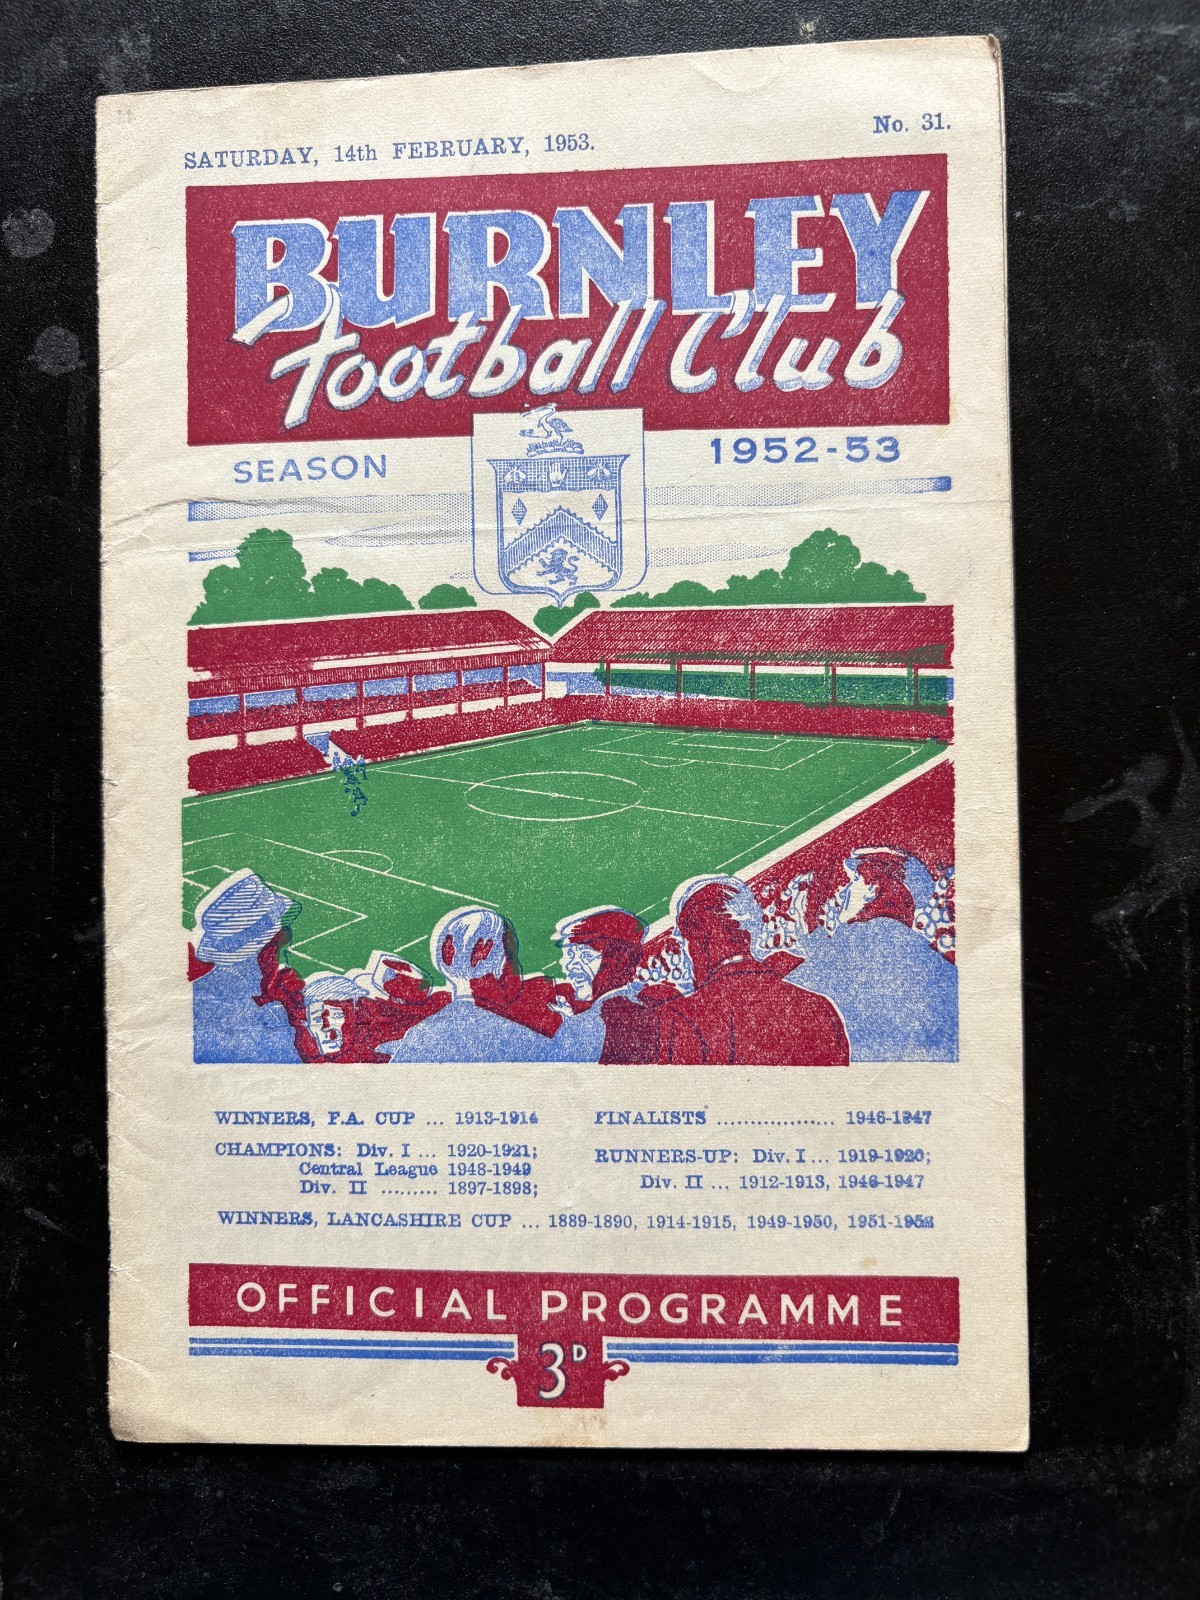 SATURDAY, 14th FEBRUARY, 1953.
No. 31.
BURNLEY
Football Club
SEASON
1952-53
WINNERS, F.A. CUP ... 1913-1914
CHAMPIONS: Div. I ... 1920-1921;
Central League 1948-1949
Div. II ......... 1897-1898;
FINALISTS ................. 1946-1947
RUNNERS-UP: Div. I ... 1919-1920;
Div. II ... 1912-1913, 1946-1947
WINNERS, LANCASHIRE CUP ... 1889-1890, 1914-1915, 1949-1950, 1951-1952
OFFICIAL PROGRAMME
3D